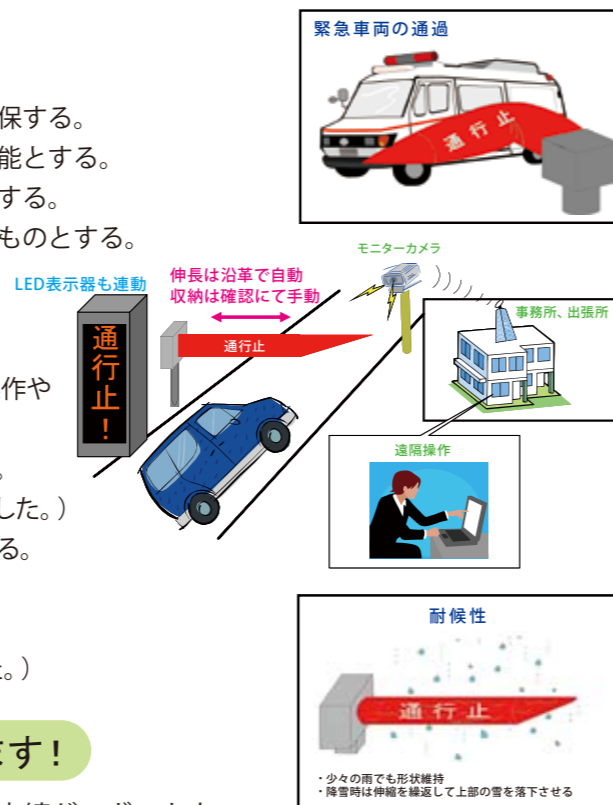 保する。
能とする。
する。
ものとする。
作や
。
した。）
る。
。）
ます！
緊急車両の通過
通行止
LED表示器も連動
伸長は沿革で自動
収納は確認にて手動
モニターカメラ
通行止！
通行止
事務所、出張所
遠隔操作
耐候性
通行止
・少々の雨でも形状維持
・降雪時は伸縮を繰返して上部の雪を落下させる